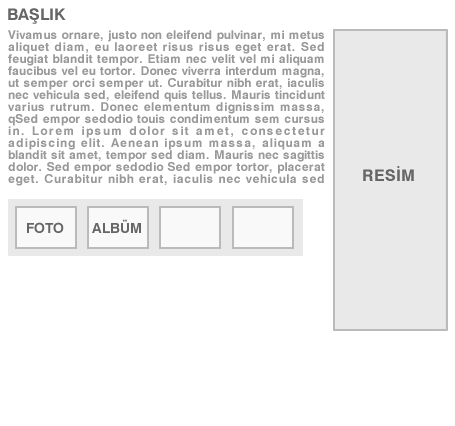 BAŞLIK
Vivamus ornare, justo non eleifend pulvinar, mi metus
aliquet diam, eu laoreet risus risus eget erat. Sed
feugiat blandit tempor. Etiam nec velit vel mi aliquam
faucibus vel eu tortor. Donec viverra interdum magna,
ut semper orci semper ut. Curabitur nibh erat, iaculis
nec vehicula sed, eleifend quis tellus. Mauris tincidunt
varius rutrum. Donec elementum dignissim massa,
qSed empor sedodio touis condimentum sem cursus
in. Lorem ipsum dolor sit amet, consectetur
adipiscing elit. Aenean ipsum massa, aliquam a
blandit sit amet, tempor sed diam. Mauris nec sagittis
dolor. Sed empor sedodio Sed empor tortor, placerat
eget. Curabitur nibh erat, iaculis nec vehicula sed
RESİM
FOTO
ALBÜM